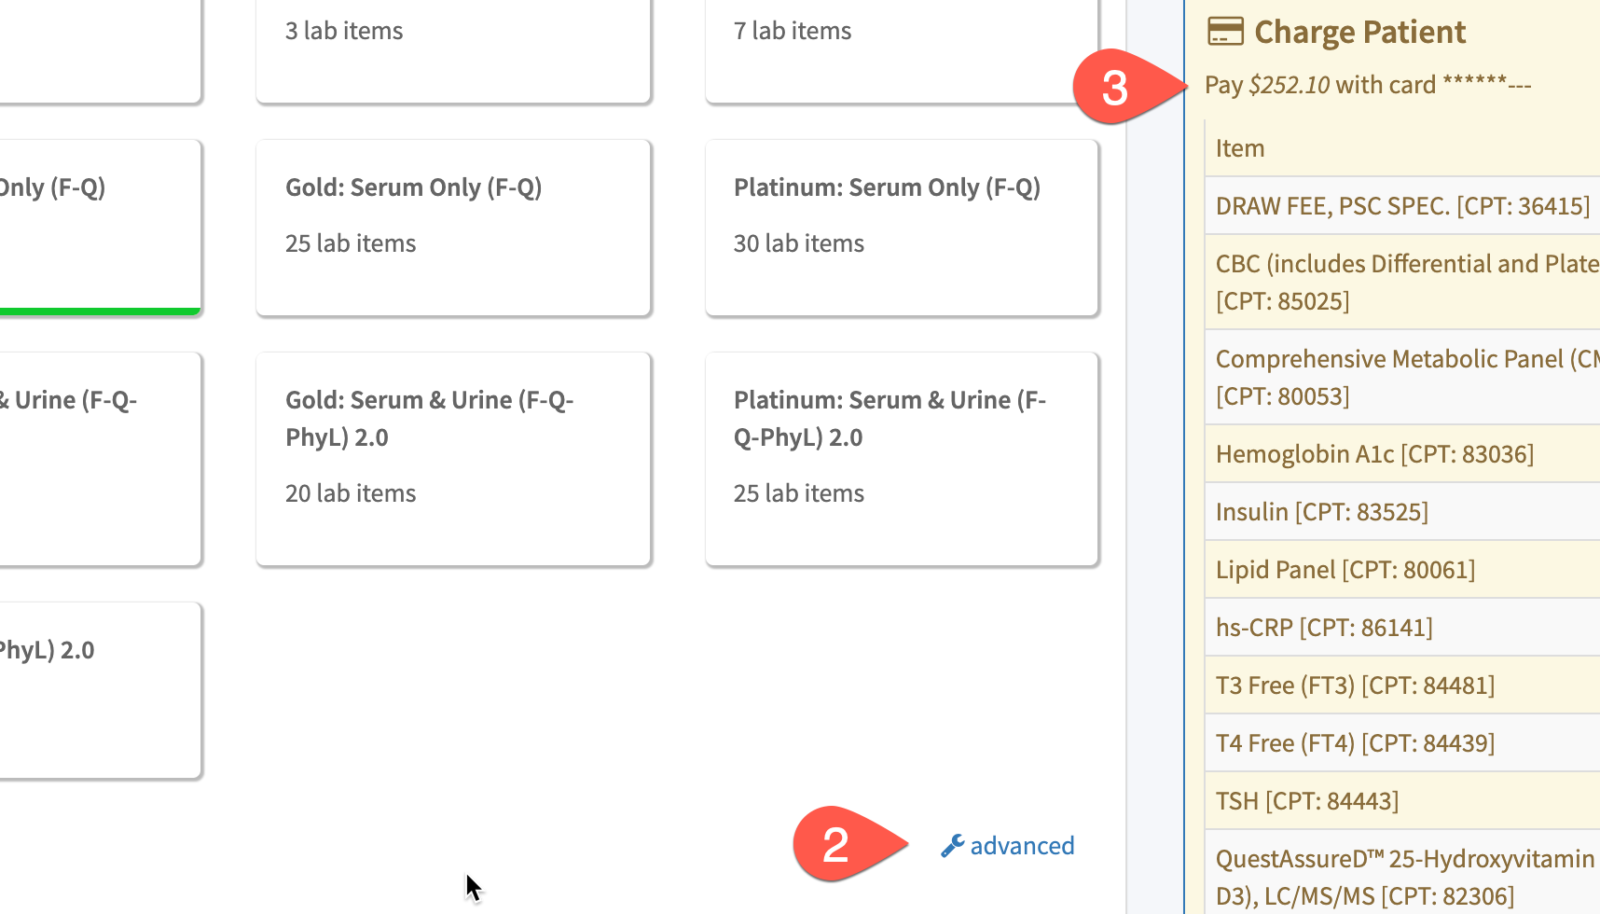 3 lab items
7 lab items
Only (F-Q)
Gold: Serum Only (F-Q)
25 lab items
Platinum: Serum Only (F-Q)
30 lab items
& Urine (F-Q-
Gold: Serum & Urine (F-Q-
PhyL) 2.0
20 lab items
Platinum: Serum & Urine (F-
Q-PhyL) 2.0
25 lab items
PhyL) 2.0
2
advanced
3
Charge Patient
Pay $252.10 with card ******---
Item
DRAW FEE, PSC SPEC. [CPT: 36415]
CBC (includes Differential and Plate
[CPT: 85025]
Comprehensive Metabolic Panel (CM
[CPT: 80053]
Hemoglobin A1c [CPT: 83036]
Insulin [CPT: 83525]
Lipid Panel [CPT: 80061]
hs-CRP [CPT: 86141]
T3 Free (FT3) [CPT: 84481]
T4 Free (FT4) [CPT: 84439]
TSH [CPT: 84443]
QuestAssureD™ 25-Hydroxyvitamin
D3), LC/MS/MS [CPT: 82306]